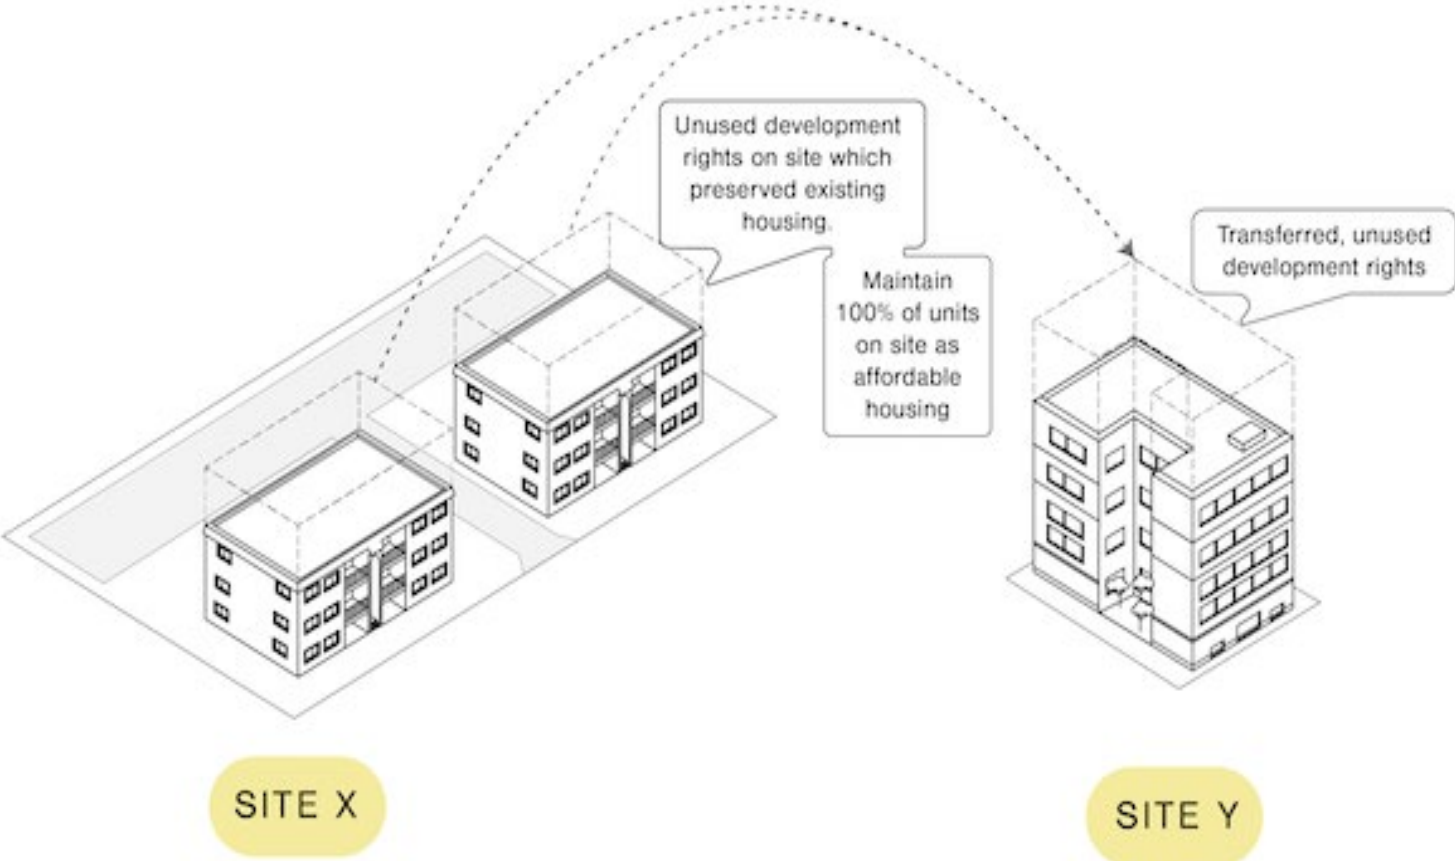 Unused development
rights on site which
preserved existing
housing.
Maintain
100% of units
on site as
affordable
housing
Transferred, unused
development rights
SITE X
SITE Y